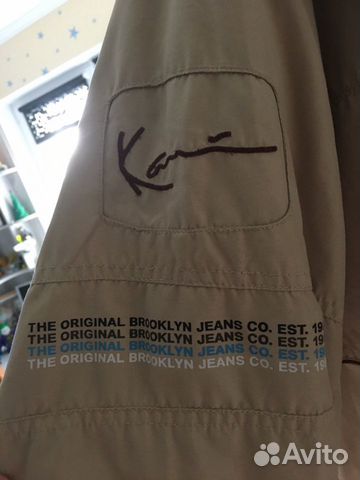 Kani
THE ORIGINAL BROOKLYN JEANS CO. EST. 19
THE ORIGINAL BROOKLYN JEANS CO. EST. 19
THE ORIGINAL BROOKLYN JEANS CO. EST. 19
THE ORIGINAL BROOKLYN JEANS CO. EST. 19
Avito